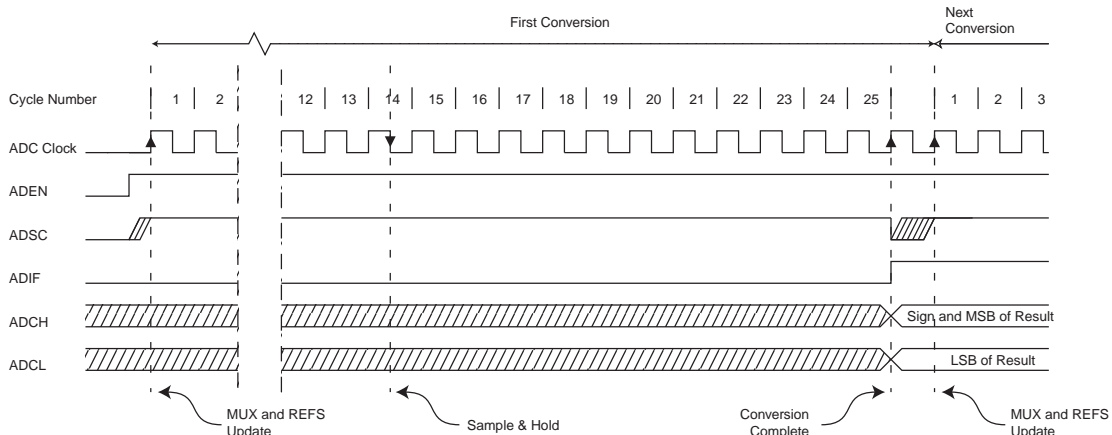 First Conversion
Next
Conversion
Cycle Number 1 2 12 13 14 15 16 17 18 19 20 21 22 23 24 25 1 2 3
ADC Clock
ADEN
ADSC
ADIF
ADCH Sign and MSB of Result
ADCL LSB of Result
MUX and REFS
Update
Sample & Hold
Conversion
Complete
MUX and REFS
Update